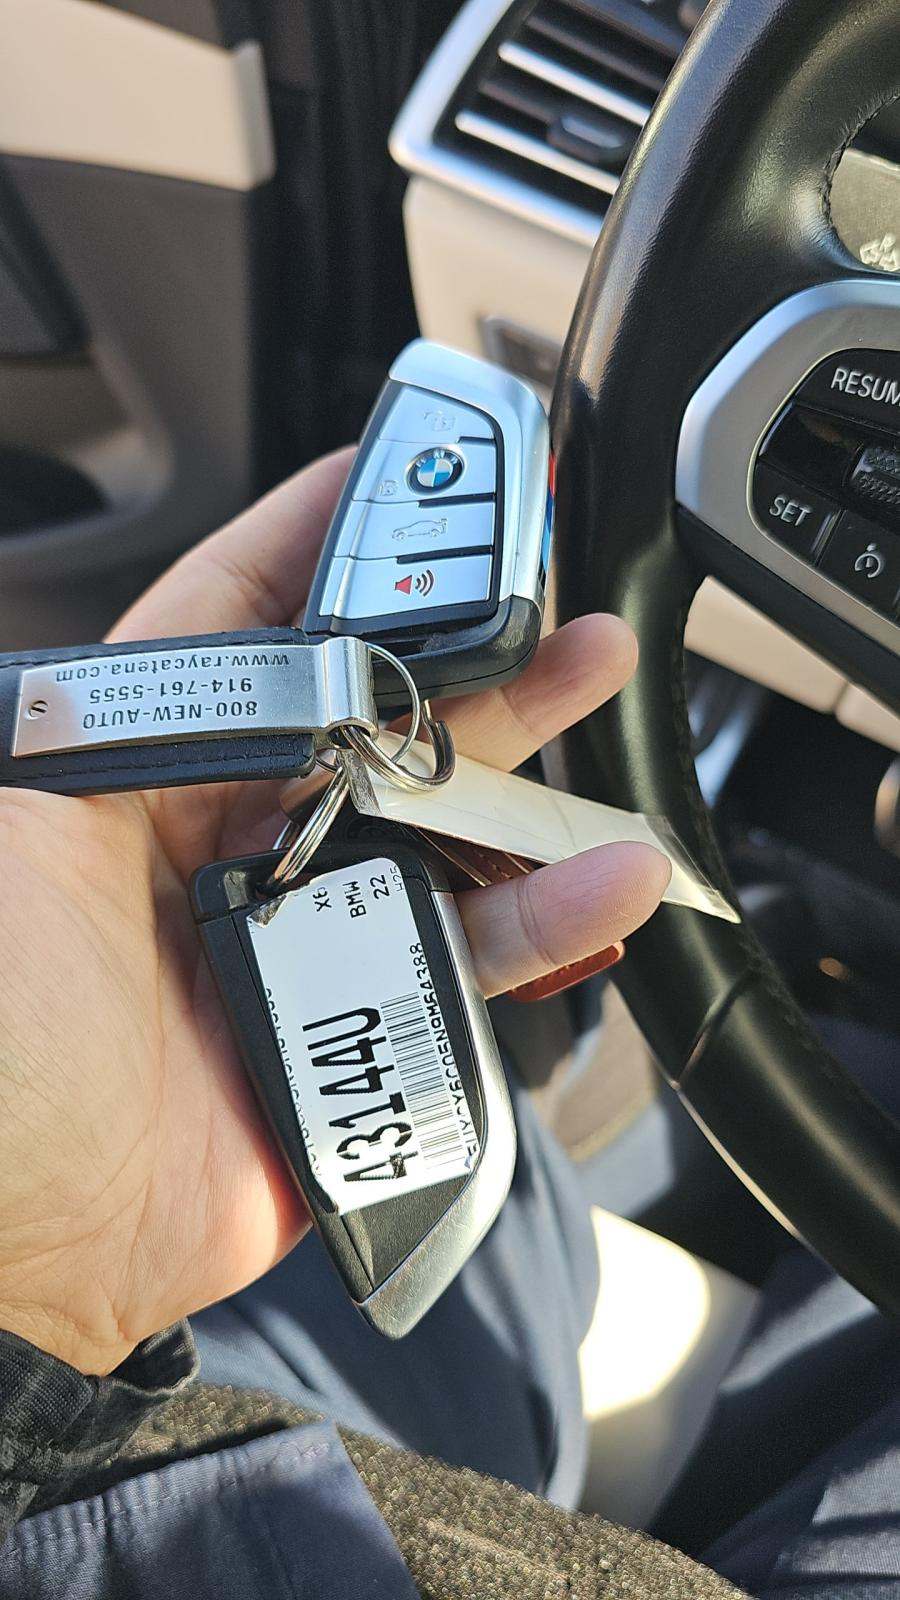 RESUM
SET
800-NEW-AUTO
914-761-5555
www.raycatena.com
22
BMW
X6
43144U